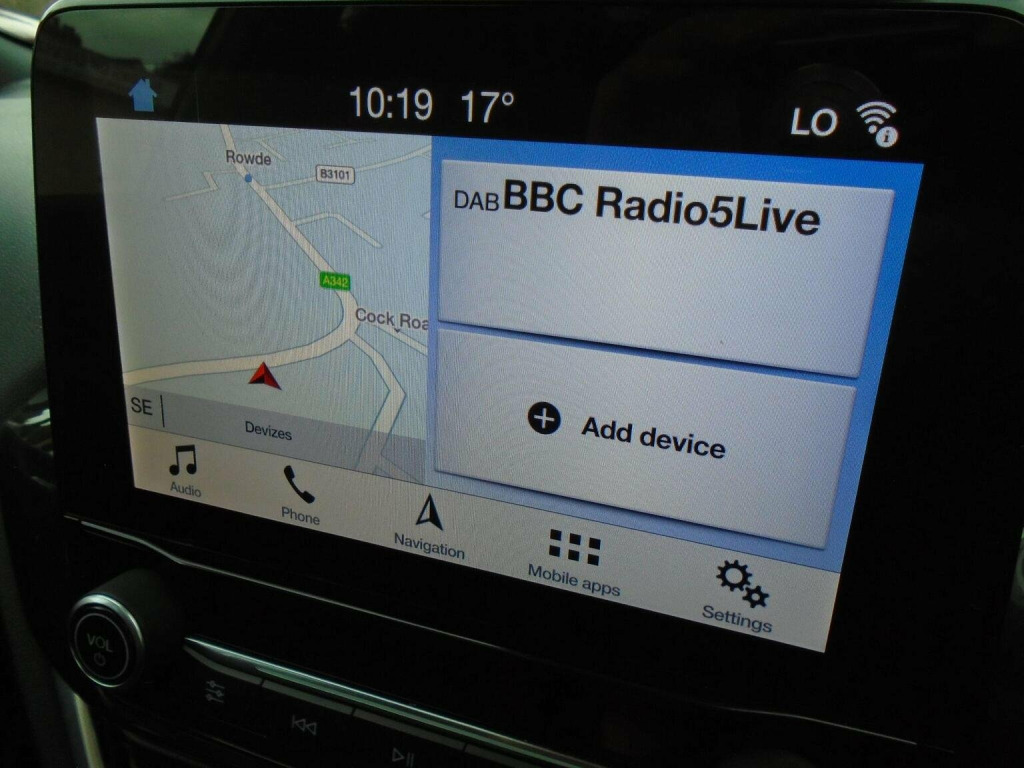 10:19 17° LO
Rowde
B3101
A342
Cock Roa
SE
Devizes
DAB BBC Radio5Live
Add device
Audio
Phone
Navigation
Mobile apps
Settings
VOL